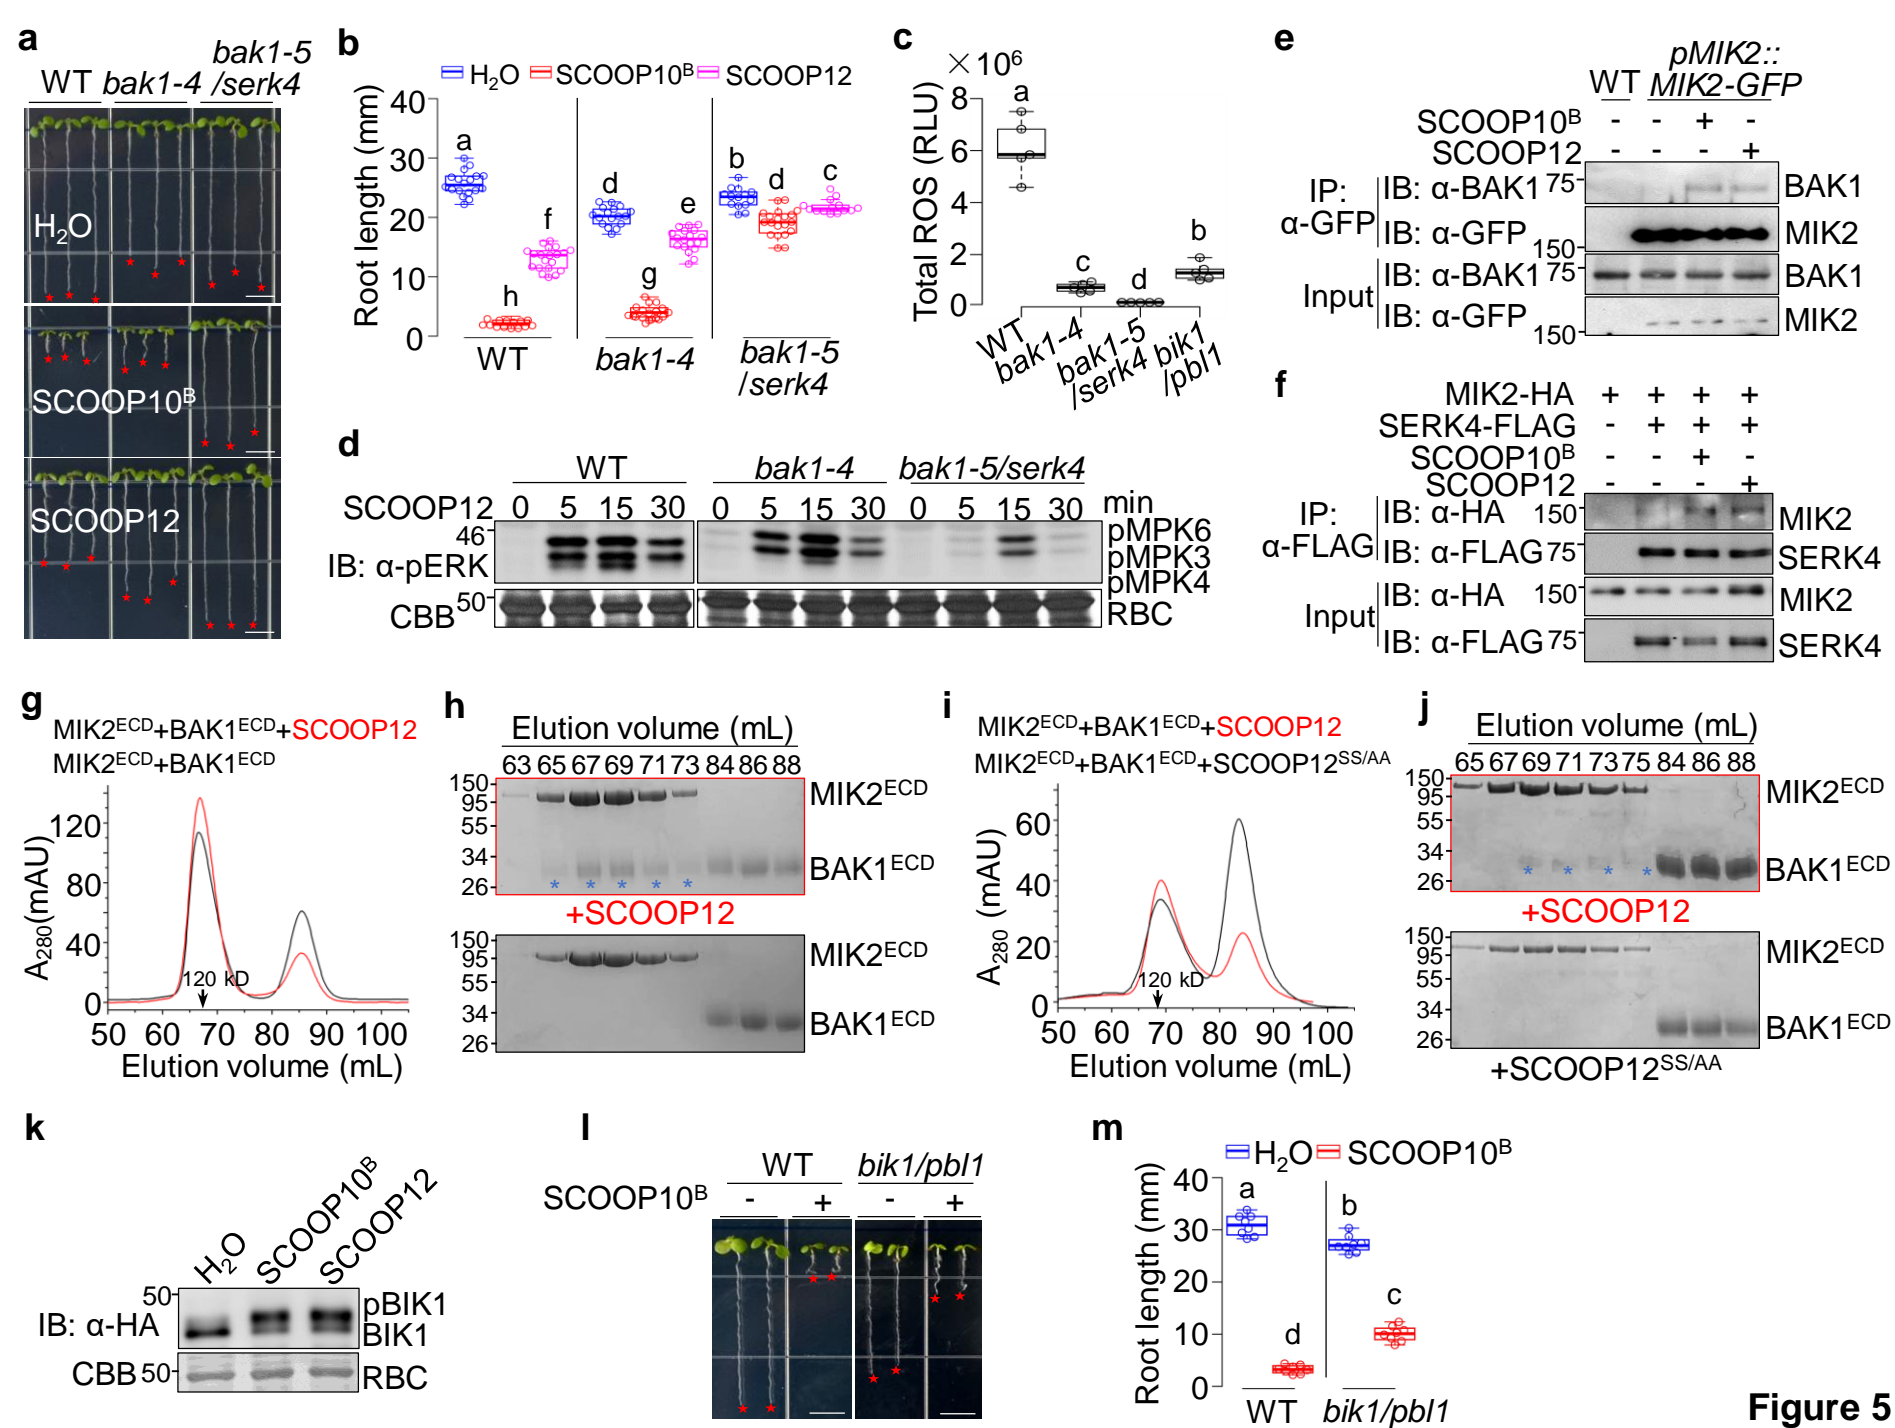 a
WT bak1-4 bak1-5
/serk4
H2O
SCOOP10B
SCOOP12
b
H2O SCOOP10B SCOOP12
Root length (mm)
40
30
20
10
0
a
h
f
d
g
e
b
d
c
WT bak1-4 bak1-5
/serk4
c
×10⁶
Total ROS (RLU)
8
6
4
2
0
a
c
d
b
WT
bak1-4
bak1-5
/serk4
bik1
/pbl1
d
WT bak1-4 bak1-5/serk4
SCOOP12 0 5 15 30 0 5 15 30 0 5 15 30 min
46
IB: α-pERK
pMPK6
pMPK3
pMPK4
CBB 50 RBC
e
WT pMIK2::
MIK2-GFP
SCOOP10B - - + -
SCOOP12 - - - +
IP:
α-GFP
IB: α-BAK1 75 BAK1
IB: α-GFP 150 MIK2
Input
IB: α-BAK1 75 BAK1
IB: α-GFP 150 MIK2
f
MIK2-HA + + + +
SERK4-FLAG - + + +
SCOOP10B - - + -
SCOOP12 - - - +
IP:
α-FLAG
IB: α-HA 150 MIK2
IB: α-FLAG 75 SERK4
Input
IB: α-HA 150 MIK2
IB: α-FLAG 75 SERK4
g
MIK2ECD+BAK1ECD+SCOOP12
MIK2ECD+BAK1ECD
A280(mAU)
120
80
40
0
120 kD
50 60 70 80 90 100
Elution volume (mL)
h
Elution volume (mL)
63 65 67 69 71 73 84 86 88
150
95
55
34
26
MIK2ECD
BAK1ECD
* * * * *
+SCOOP12
150
95
55
34
26
MIK2ECD
BAK1ECD
i
MIK2ECD+BAK1ECD+SCOOP12
MIK2ECD+BAK1ECD+SCOOP12SS/AA
A280 (mAU)
60
40
20
0
120 kD
50 60 70 80 90 100
Elution volume (mL)
j
Elution volume (mL)
65 67 69 71 73 75 84 86 88
150
95
55
34
26
MIK2ECD
BAK1ECD
* * * *
+SCOOP12
150
95
55
34
26
MIK2ECD
BAK1ECD
+SCOOP12SS/AA
k
H2O SCOOP10B SCOOP12
50
IB: α-HA
pBIK1
BIK1
CBB 50 RBC
l
WT bik1/pbl1
SCOOP10B - + - +
m
H2O SCOOP10B
Root length (mm)
40
30
20
10
0
a
d
b
c
WT bik1/pbl1
Figure 5